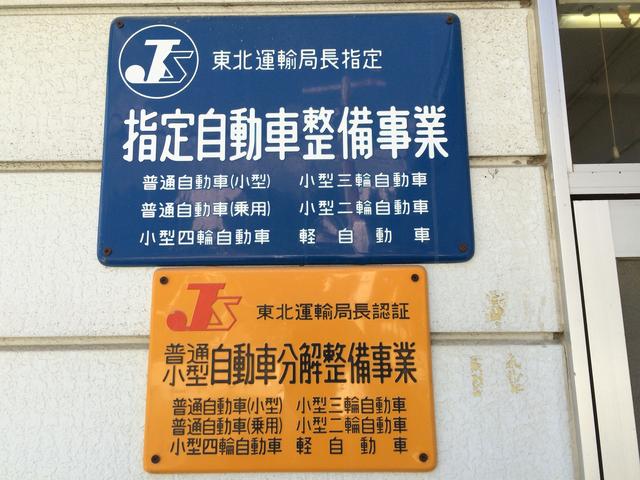 JS 東北運輸局長指定
指定自動車整備事業
普通自動車(小型) 小型三輪自動車
普通自動車(乗用) 小型二輪自動車
小型四輪自動車 軽自動車
JS 東北運輸局長認証
普通小型自動車分解整備事業
普通自動車(小型) 小型三輪自動車
普通自動車(乗用) 小型二輪自動車
小型四輪自動車 軽自動車